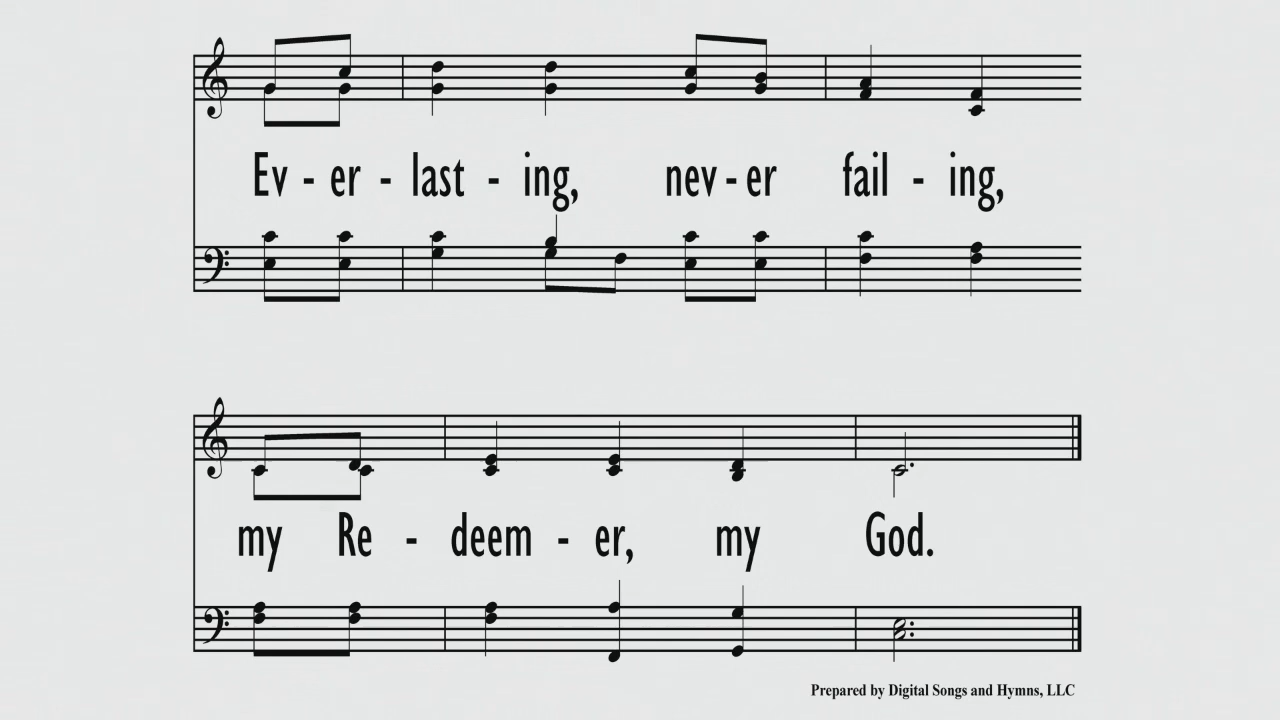 Ev - er - last - ing, nev - er fail - ing,
my Re - deem - er, my God.
Prepared by Digital Songs and Hymns, LLC